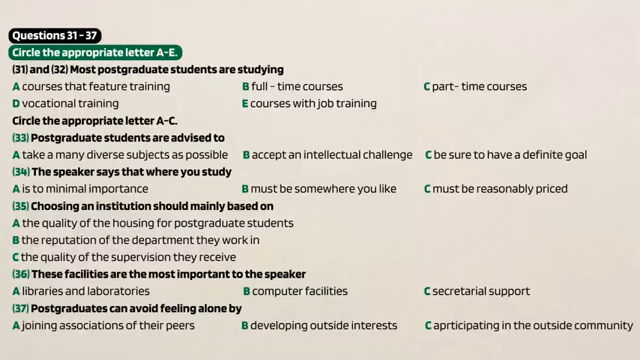 Questions 31 - 37
Circle the appropriate letter A-E.
(31) and (32) Most postgraduate students are studying
A courses that feature training B full - time courses C part- time courses
D vocational training E courses with job training
Circle the appropriate letter A-C.
(33) Postgraduate students are advised to
A take a many diverse subjects as possible B accept an intellectual challenge C be sure to have a definite goal
(34) The speaker says that where you study
A is to minimal importance B must be somewhere you like C must be reasonably priced
(35) Choosing an institution should mainly based on
A the quality of the housing for postgraduate students
B the reputation of the department they work in
C the quality of the supervision they receive
(36) These facilities are the most important to the speaker
A libraries and laboratories B computer facilities C secretarial support
(37) Postgraduates can avoid feeling alone by
A joining associations of their peers B developing outside interests C aprticipating in the outside community